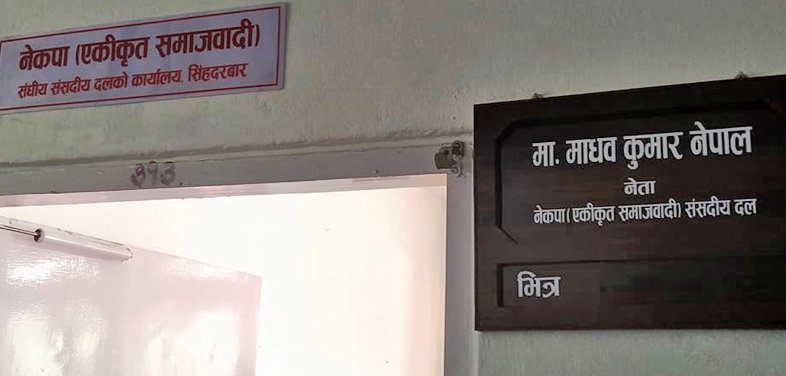 नेकपा (एकीकृत समाजवादी)
संघीय संसदीय दलको कार्यालय, सिंहदरबार
मा. माधव कुमार नेपाल
नेता
नेकपा (एकीकृत समाजवादी) संसदीय दल
भित्र